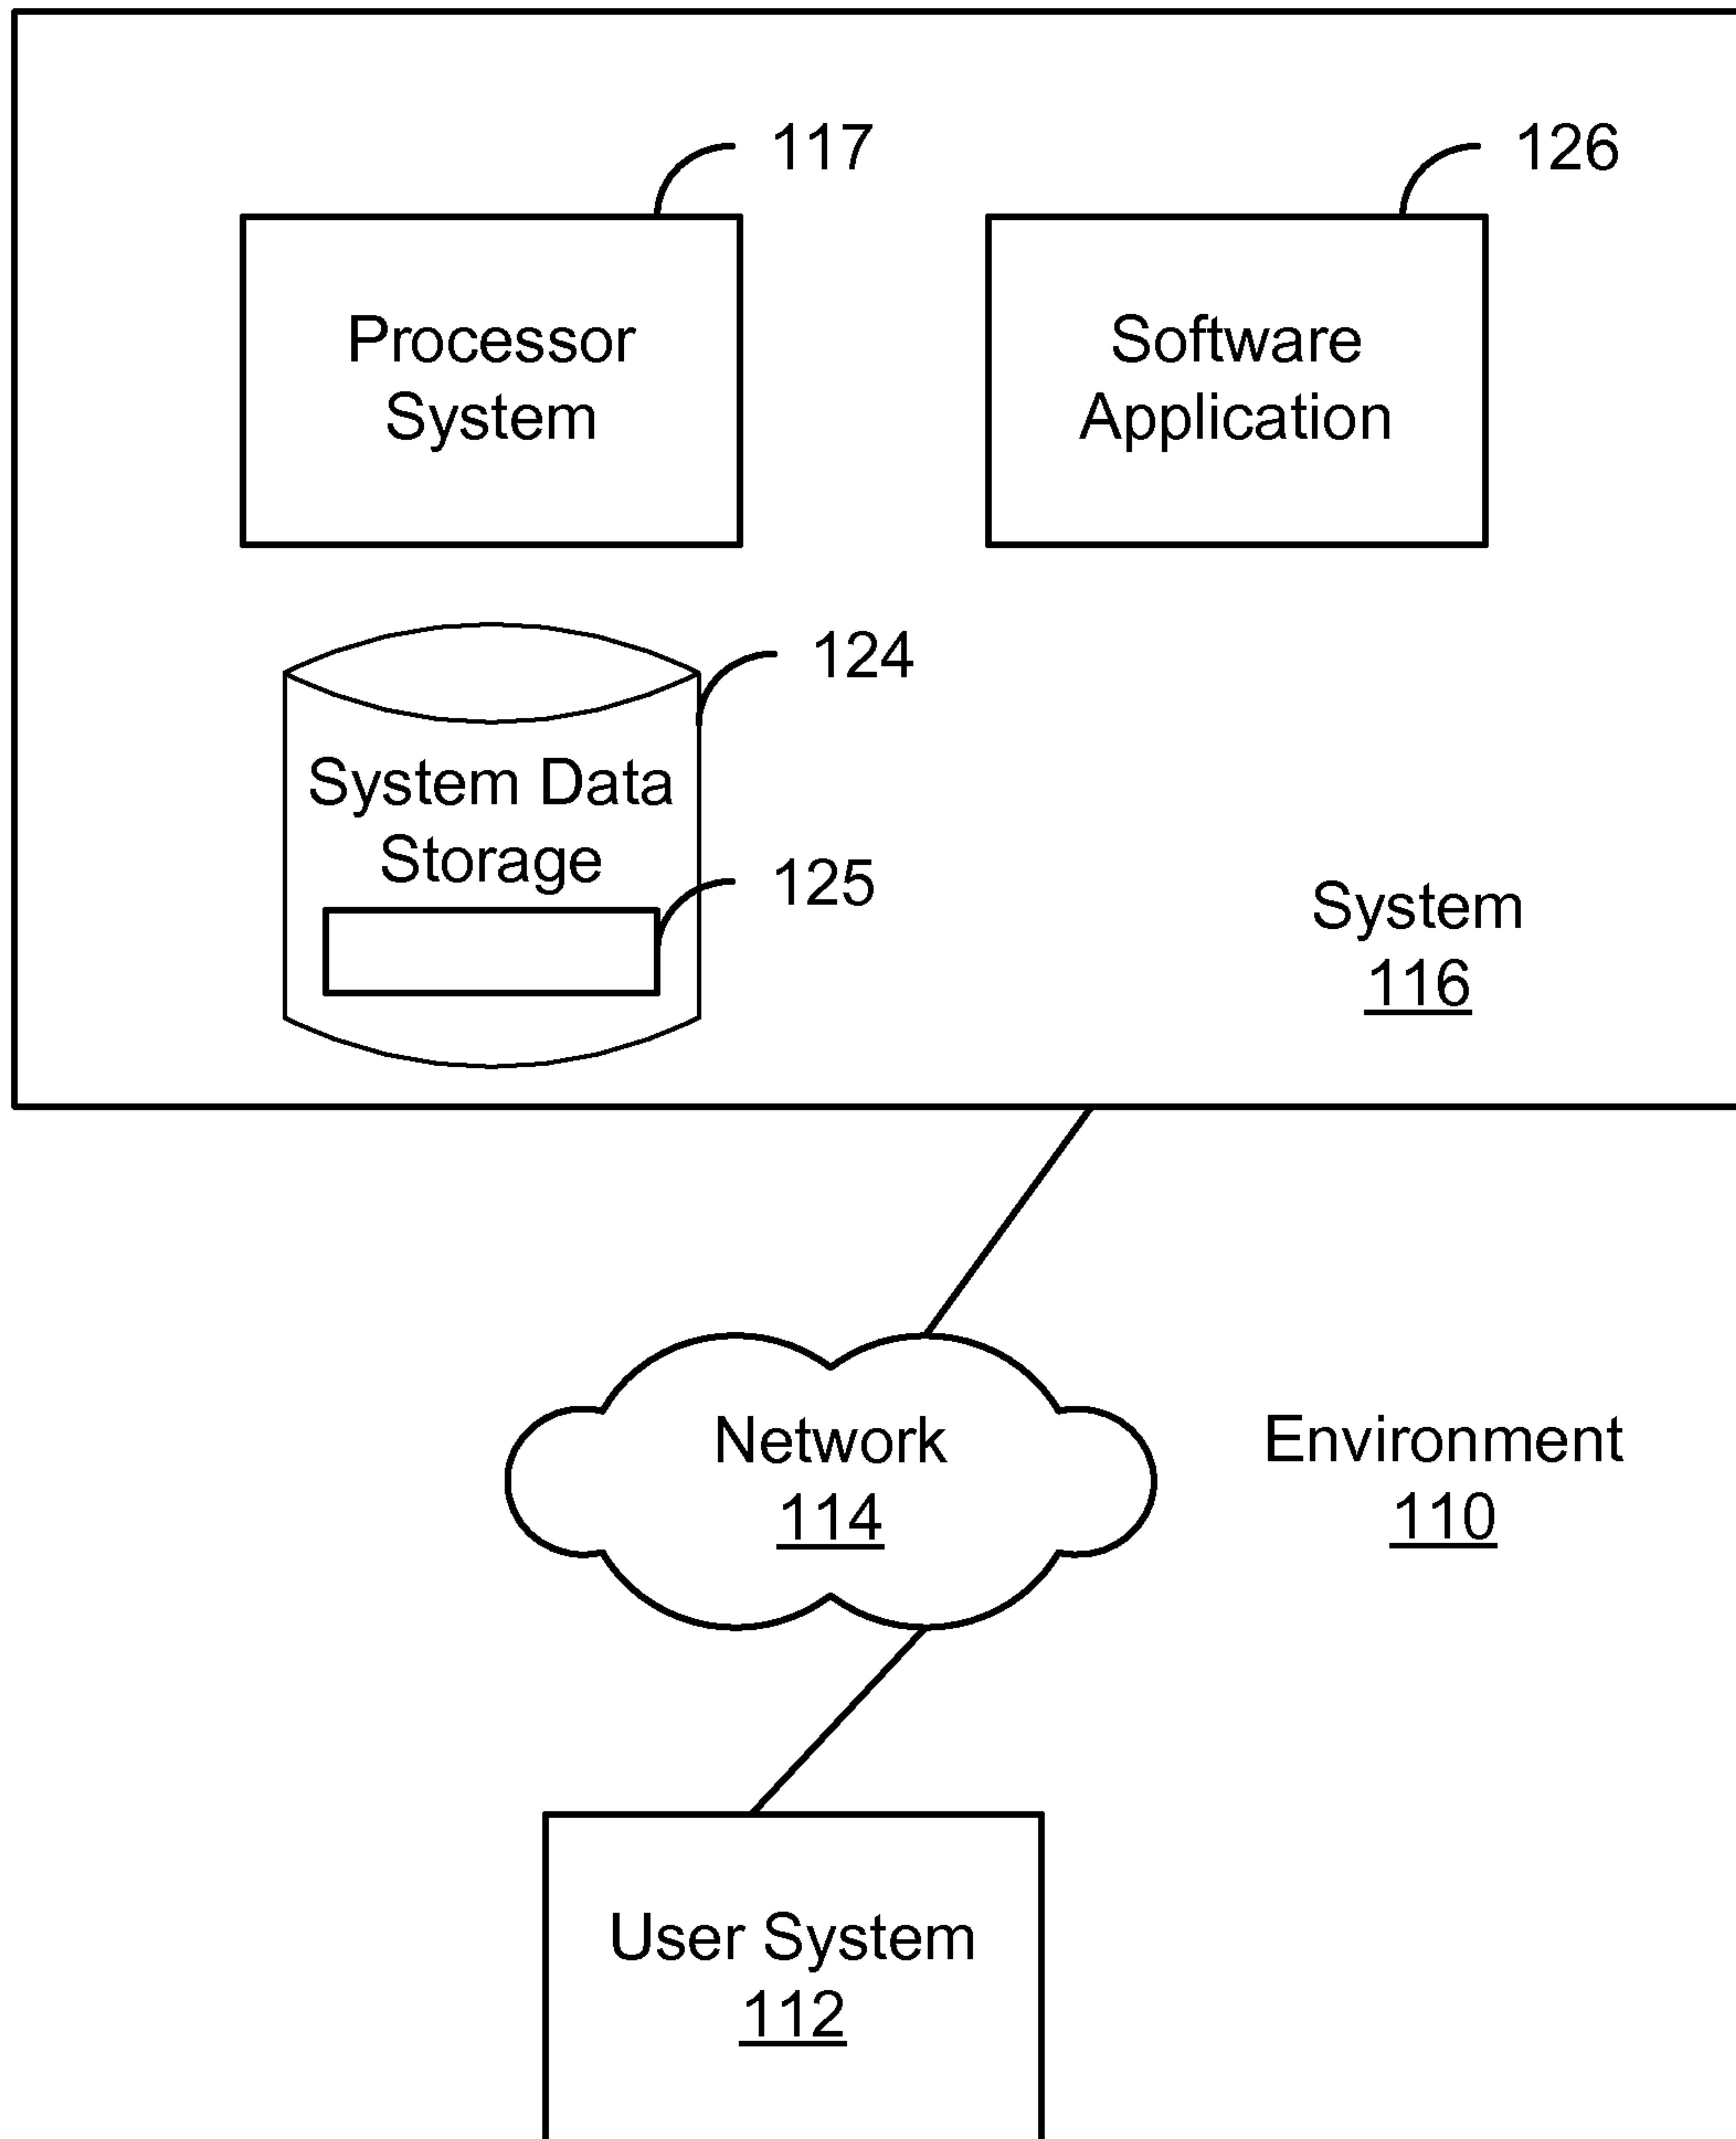 117
126
Processor
System
Software
Application
124
System Data
Storage
125
System
116
Network
114
Environment
110
User System
112